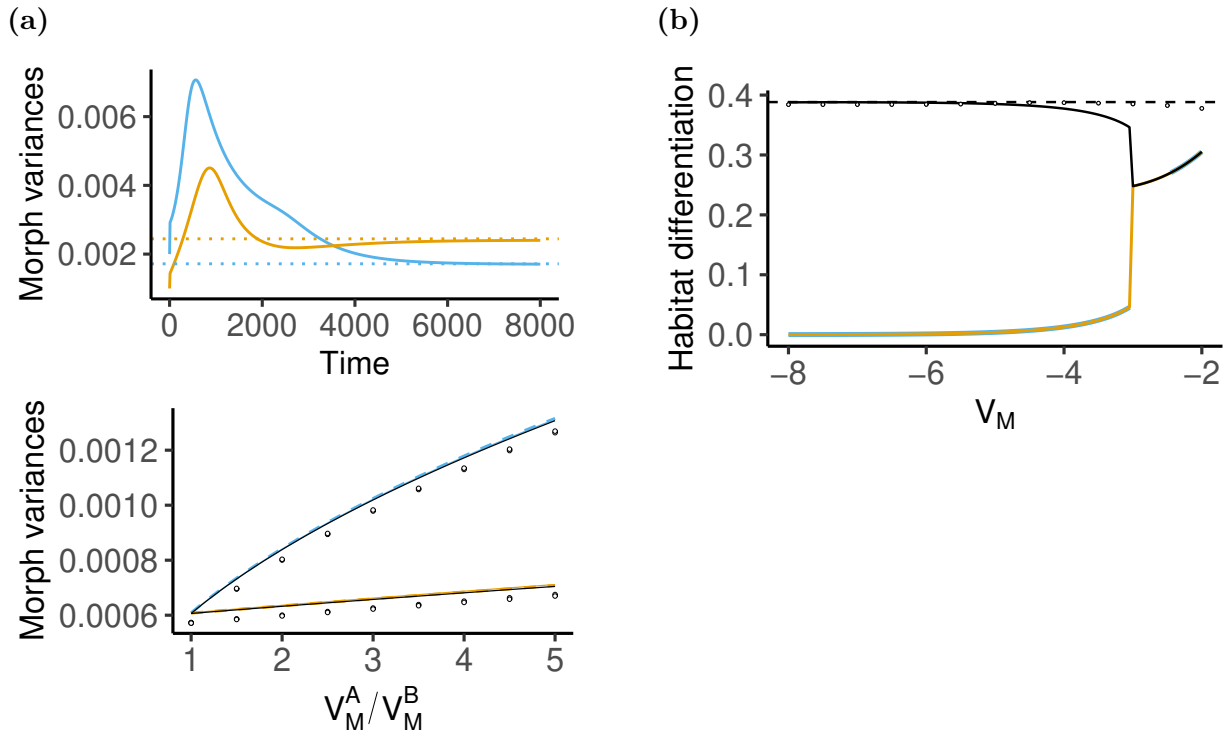 (a)
Morph variances
0.006
0.004
0.002
0 2000 4000 6000 8000
Time
Morph variances
0.0012
0.0010
0.0008
0.0006
1 2 3 4 5
V_M^A/V_M^B
(b)
Habitat differentiation
0.4
0.3
0.2
0.1
0.0
−8 −6 −4 −2
V_M